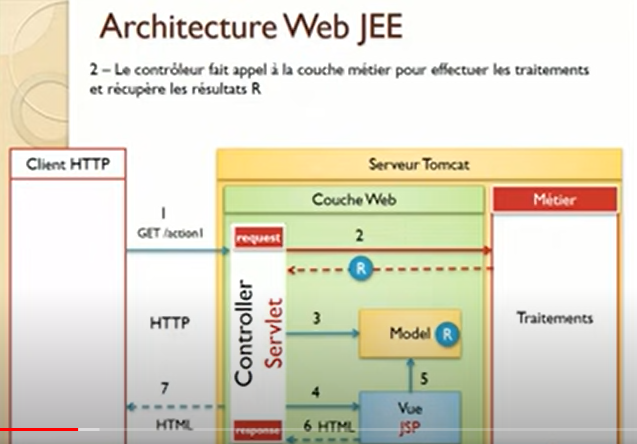 Architecture Web JEE
2 – Le contrôleur fait appel à la couche métier pour effectuer les traitements
et récupère les résultats R
Client HTTP
Serveur Tomcat
Couche Web
Métier
1
GET /action1
request
2
R
Controller
Servlet
HTTP
3
Model R
Traitements
5
7
4
Vue
JSP
HTML
response
6 HTML